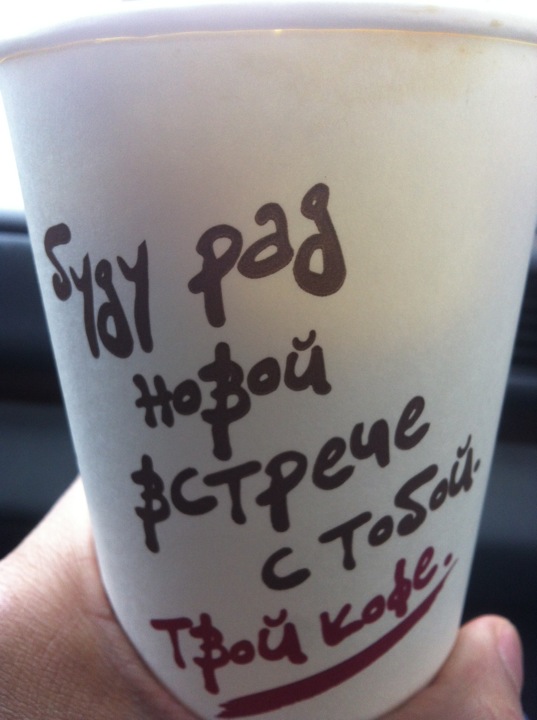 буду рад
новой
встрече
с тобой.
твой кофе.